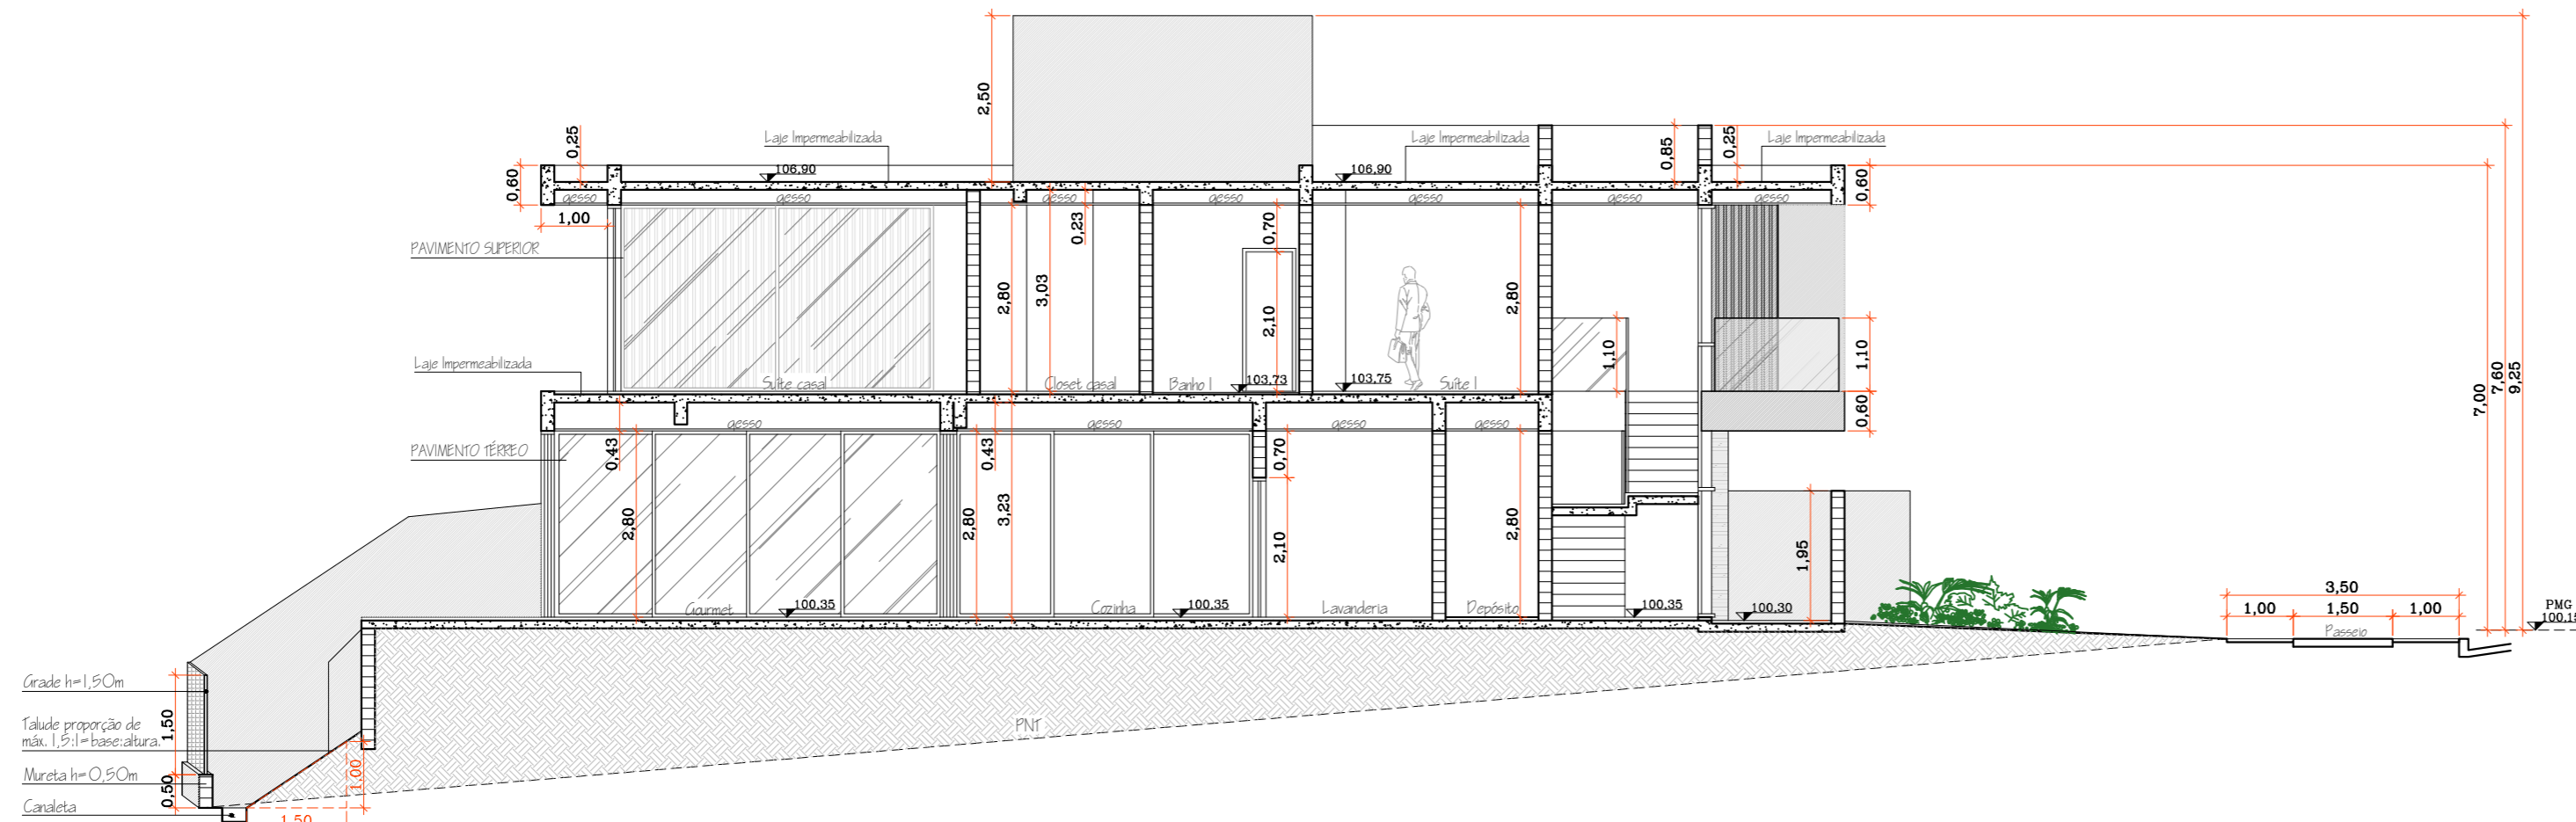 2,50
0,25
0,60
1,00
Laje Impermeabilizada
106,90
Laje Impermeabilizada
106,90
0,85
0,25
Laje Impermeabilizada
0,60
gesso
gesso
gesso
gesso
gesso
gesso
gesso
PAVIMENTO SUPERIOR
0,23
0,70
2,80
3,03
2,10
2,80
1,10
1,10
7,00
7,60
9,25
Laje Impermeabilizada
Suíte casal
Closet casal
Banho 1
103,73
103,75
Suíte 1
0,60
gesso
gesso
gesso
gesso
PAVIMENTO TÉRREO
0,43
0,43
0,70
2,80
2,80
3,23
2,10
2,80
1,95
Gourmet
100,35
Cozinha
100,35
Lavanderia
Depósito
100,35
100,30
3,50
1,00
1,50
1,00
Passeio
PMG
100,15
Grade h=1,50m
1,50
Talude proporção de
máx. 1,5:1=base:altura.
PNT
Mureta h=0,50m
0,50
1,00
Canaleta
1,50